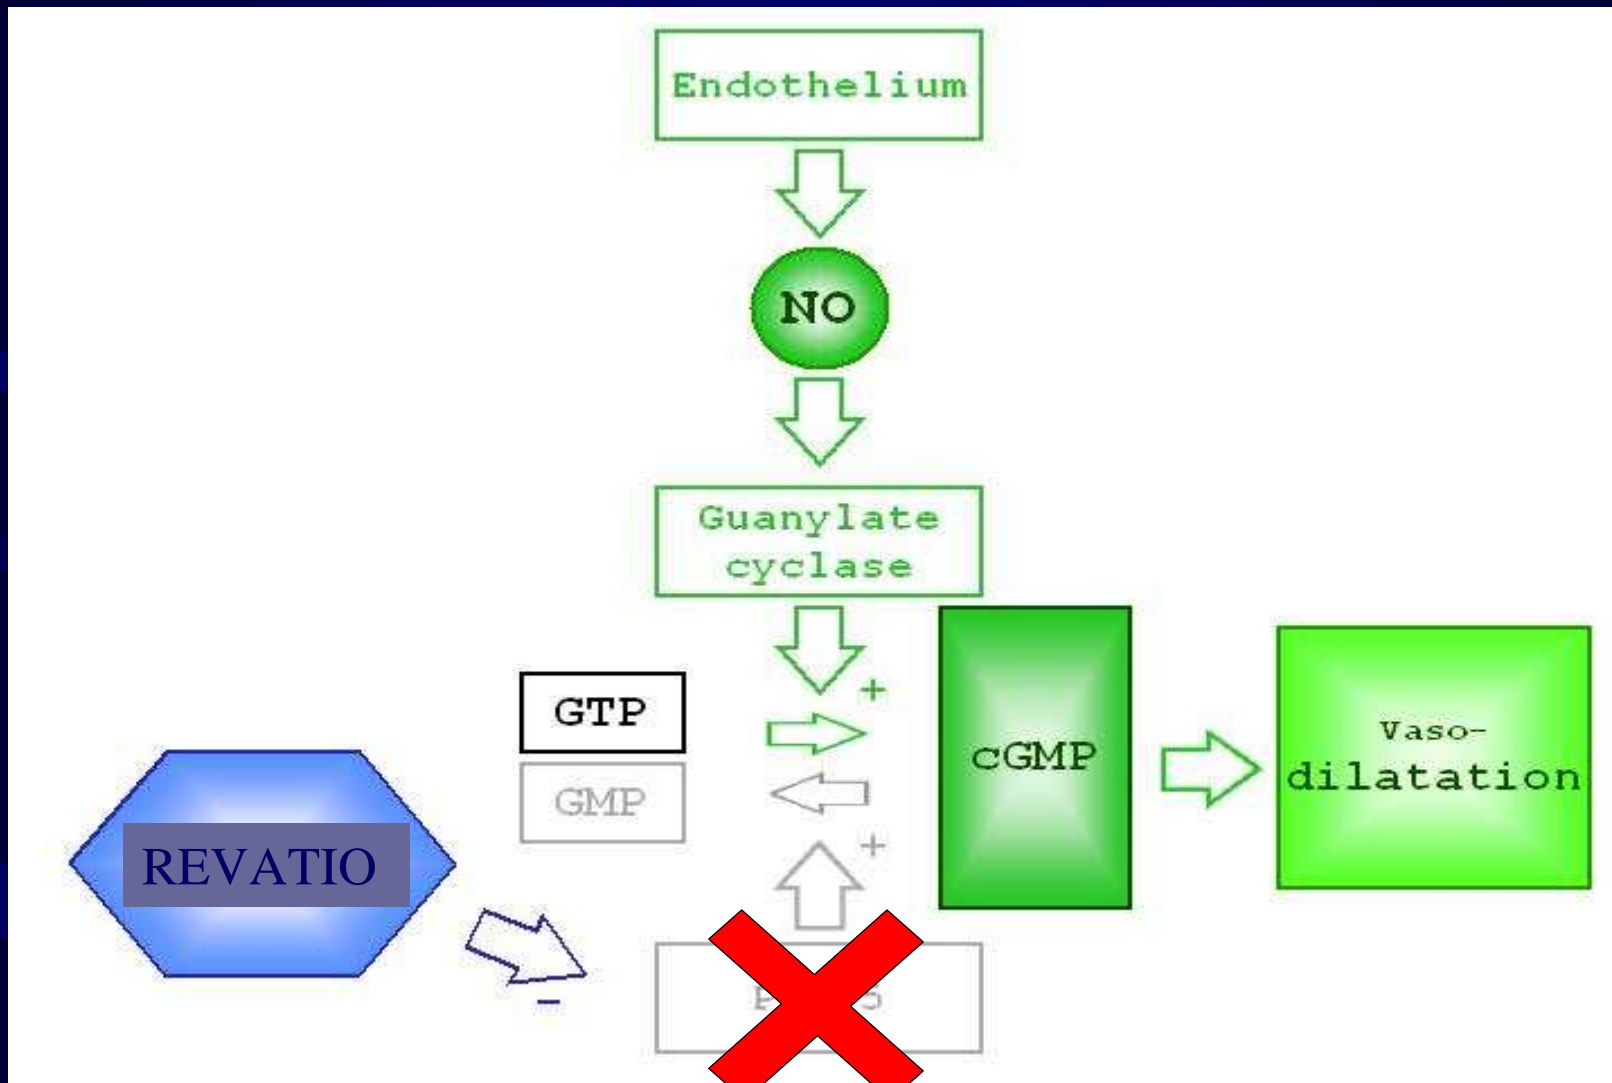 Endothelium
NO
Guanylate
cyclase
+
GTP
GMP
cGMP
Vaso-
dilatation
+
REVATIO
-